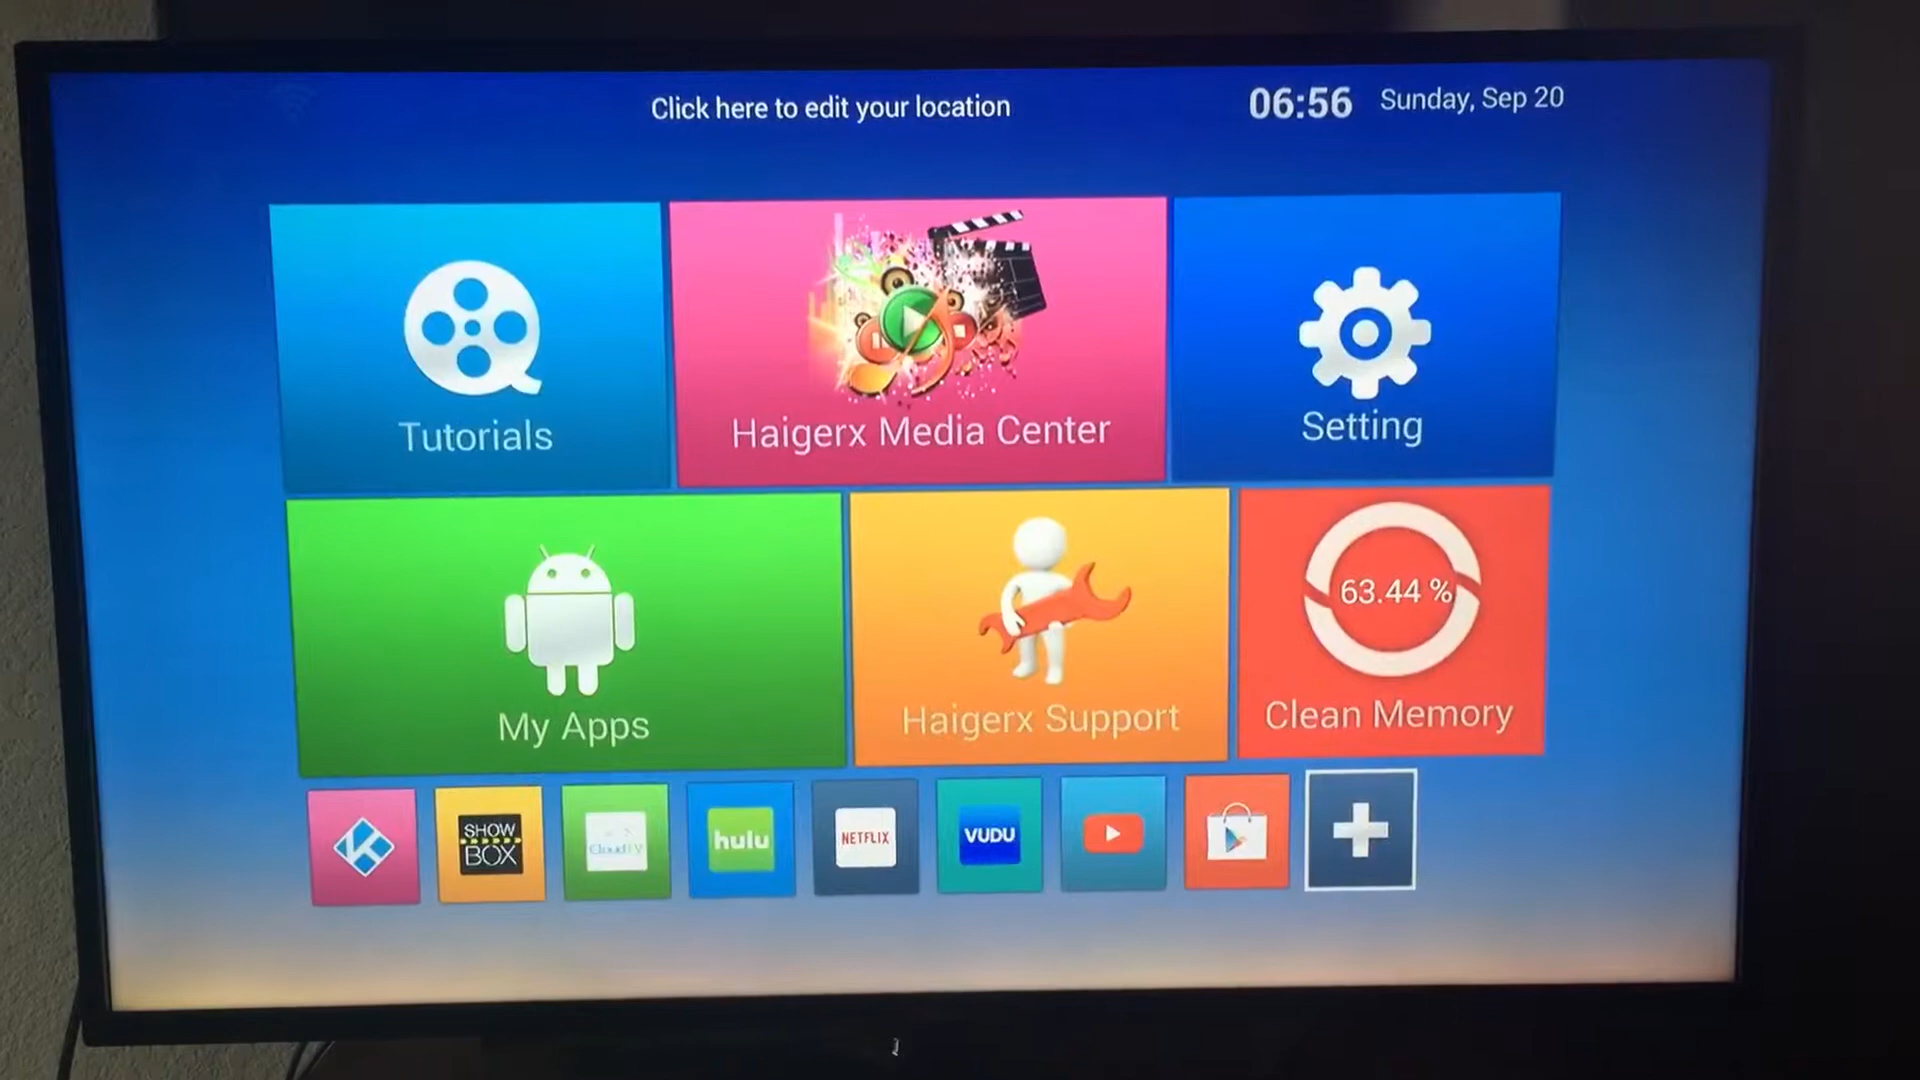 Click here to edit your location
06:56 Sunday, Sep 20
Tutorials
Haigerx Media Center
Setting
My Apps
Haigerx Support
63.44 %
Clean Memory
SHOW
BOX
CloudTV
hulu
NETFLIX
VUDU